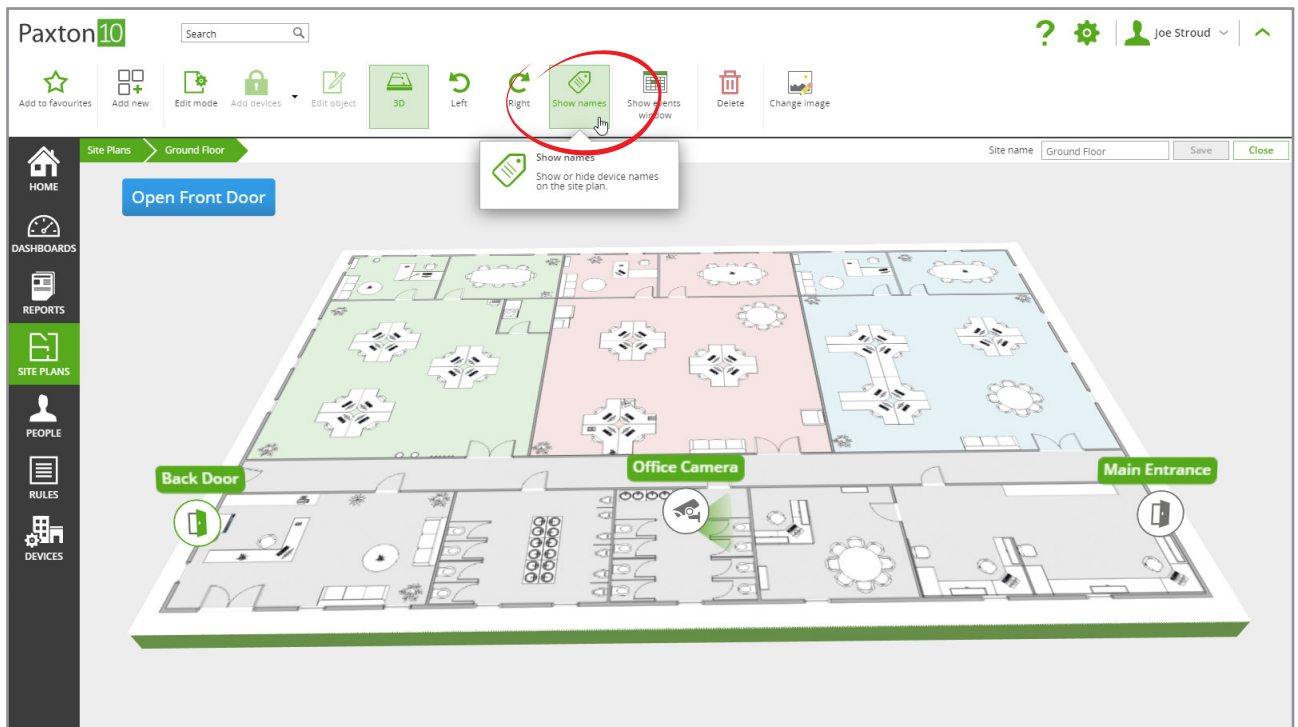 Paxton 10
Search
Joe Stroud
Add to favourites
Add new
Edit mode
Add devices
Edit object
3D
Left
Right
Show names
Show events
window
Delete
Change image
Site Plans
Ground Floor
Site name
Ground Floor
Save
Close
Show names
Show or hide device names
on the site plan.
HOME
DASHBOARDS
REPORTS
SITE PLANS
PEOPLE
RULES
DEVICES
Open Front Door
Back Door
Office Camera
Main Entrance